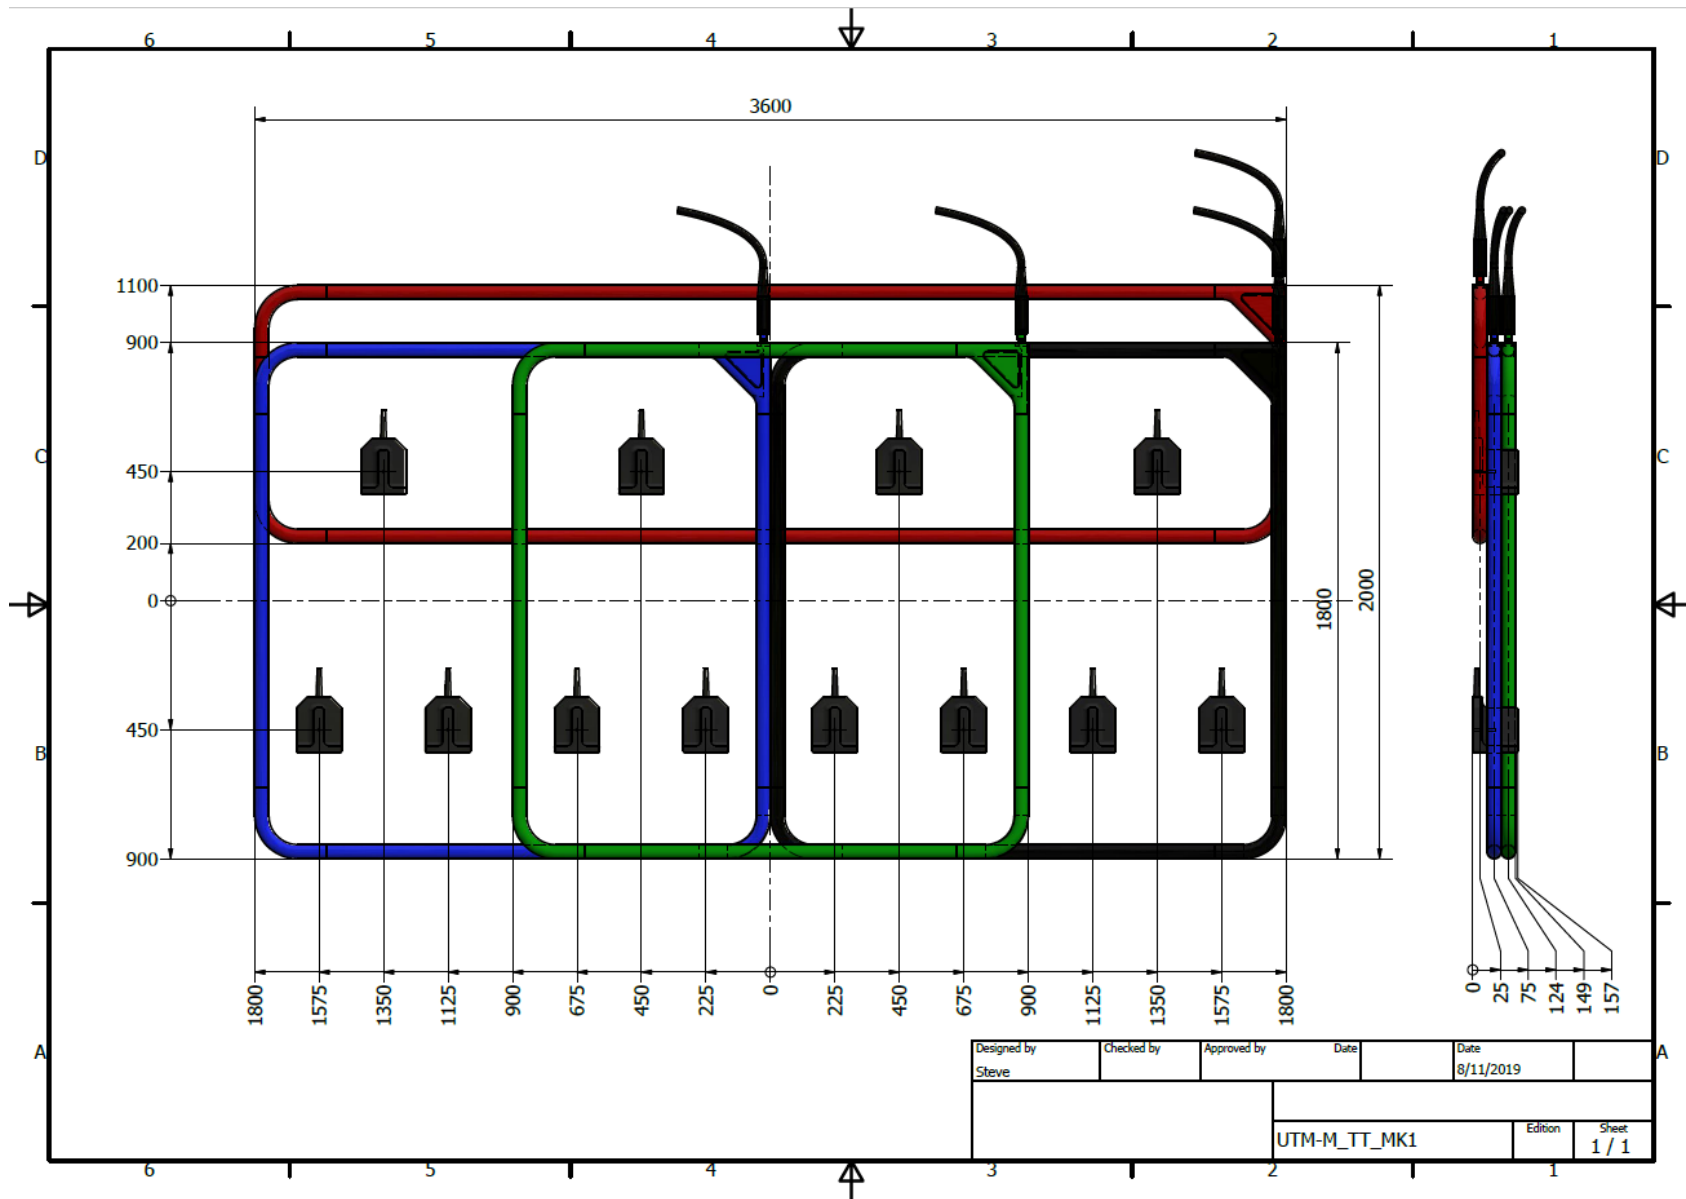 6 5 4 3 2 1
3600
D D
1100
900
C 450 C
200
0
1800 2000
450
B B
900
1800 1575 1350 1125 900 675 450 225 0 225 450 675 900 1125 1350 1575 1800
0 25 75 124 149 157
A A
Designed by Checked by Approved by Date Date
Steve 8/11/2019
UTM-M_TT_MK1 Edition Sheet
1 / 1
6 5 4 3 2 1